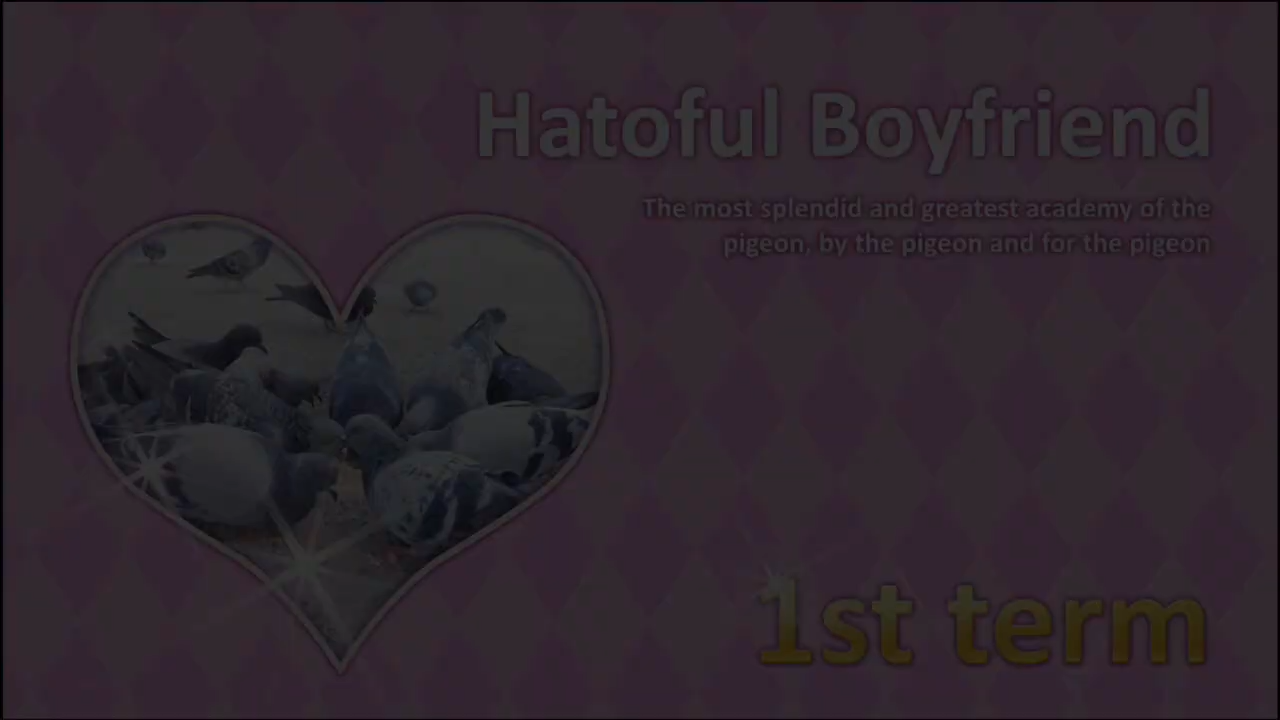 Hatoful Boyfriend
The most splendid and greatest academy of the
pigeon, by the pigeon and for the pigeon
1st term